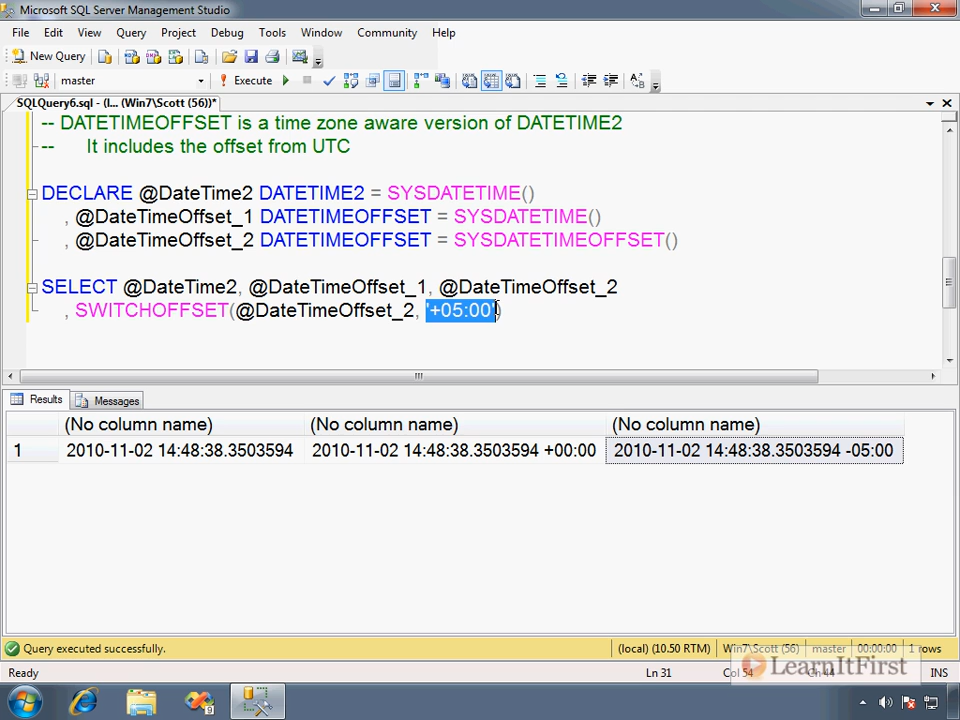 Microsoft SQL Server Management Studio
File Edit View Query Project Debug Tools Window Community Help
New Query
master Execute
SQLQuery6.sql - (l... (Win7\Scott (56))*
-- DATETIMEOFFSET is a time zone aware version of DATETIME2
-- It includes the offset from UTC
DECLARE @DateTime2 DATETIME2 = SYSDATETIME()
, @DateTimeOffset_1 DATETIMEOFFSET = SYSDATETIME()
, @DateTimeOffset_2 DATETIMEOFFSET = SYSDATETIMEOFFSET()
SELECT @DateTime2, @DateTimeOffset_1, @DateTimeOffset_2
, SWITCHOFFSET(@DateTimeOffset_2, '+05:00')
Results Messages
(No column name) (No column name) (No column name)
1 2010-11-02 14:48:38.3503594 2010-11-02 14:48:38.3503594 +00:00 2010-11-02 14:48:38.3503594 -05:00
Query executed successfully. (local) (10.50 RTM) Win7\Scott (56) master 00:00:00 1 rows
Ready Ln 31 Col 54 Ch 44 INS
LearnItFirst